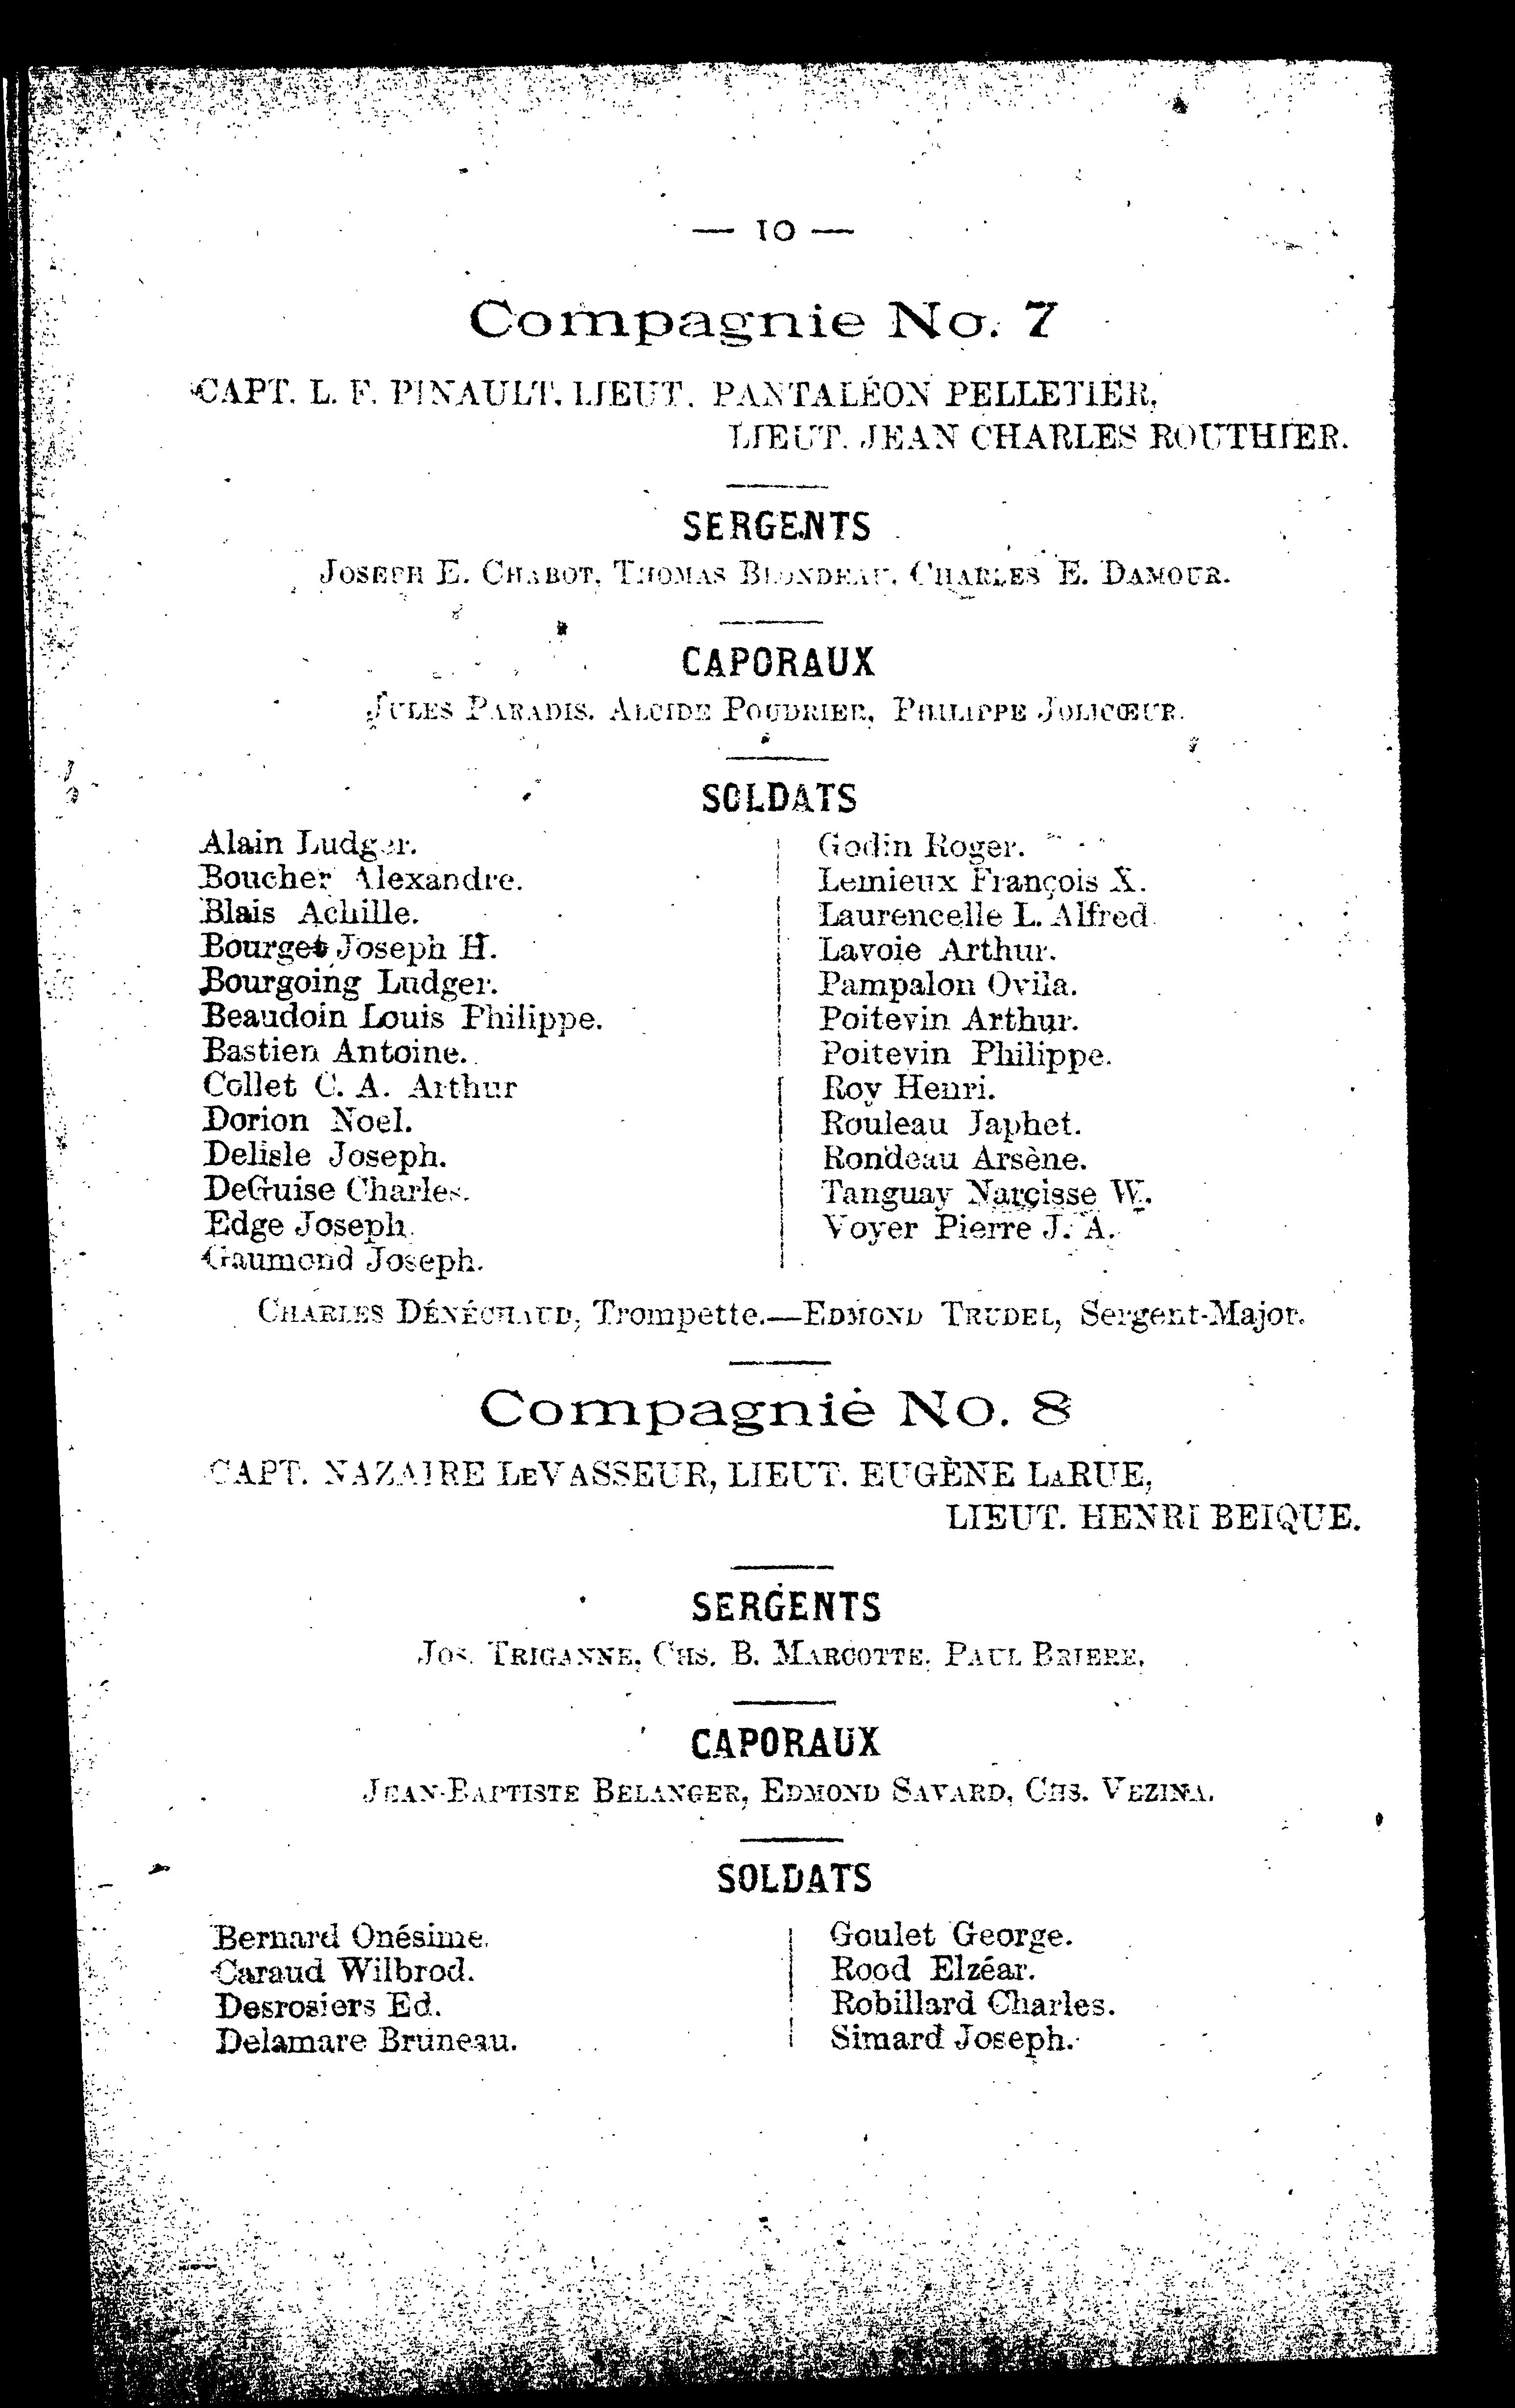 — 10 —
Compagnie No. 7
CAPT. L. F. PINAULT, LIEUT. PANTALÉON PELLETIER,
LIEUT. JEAN CHARLES ROUTHIER.
SERGENTS
JOSEPH E. CHABOT, THOMAS BLONDEAU, CHARLES E. DAMOUR.
CAPORAUX
JULES PARADIS, ALCIDE POUDRIER, PHILIPPE JOLICŒUR.
SOLDATS
Alain Ludger.
Boucher Alexandre.
Blais Achille.
Bourget Joseph H.
Bourgoing Ludger.
Beaudoin Louis Philippe.
Bastien Antoine.
Collet C. A. Arthur
Dorion Noel.
Delisle Joseph.
DeGuise Charles.
Edge Joseph.
Gaumond Joseph.
Godin Roger.
Lemieux François X.
Laurencelle L. Alfred
Lavoie Arthur.
Pampalon Ovila.
Poitevin Arthur.
Poitevin Philippe.
Roy Henri.
Rouleau Japhet.
Rondeau Arsène.
Tanguay Narcisse W.
Voyer Pierre J. A.
CHARLES DÉNÉCHAUD, Trompette.—EDMOND TRUDEL, Sergent-Major.
Compagnie No. 8
CAPT. NAZAIRE LEVASSEUR, LIEUT. EUGÈNE LARUE,
LIEUT. HENRI BEIQUE.
SERGENTS
JOS. TRIGANNE, CHS. B. MARCOTTE, PAUL BRIERE,
CAPORAUX
JEAN-BAPTISTE BELANGER, EDMOND SAVARD, CHS. VEZINA.
SOLDATS
Bernard Onésime.
Caraud Wilbrod.
Desrosiers Ed.
Delamare Bruneau.
Goulet George.
Rood Elzéar.
Robillard Charles.
Simard Joseph.